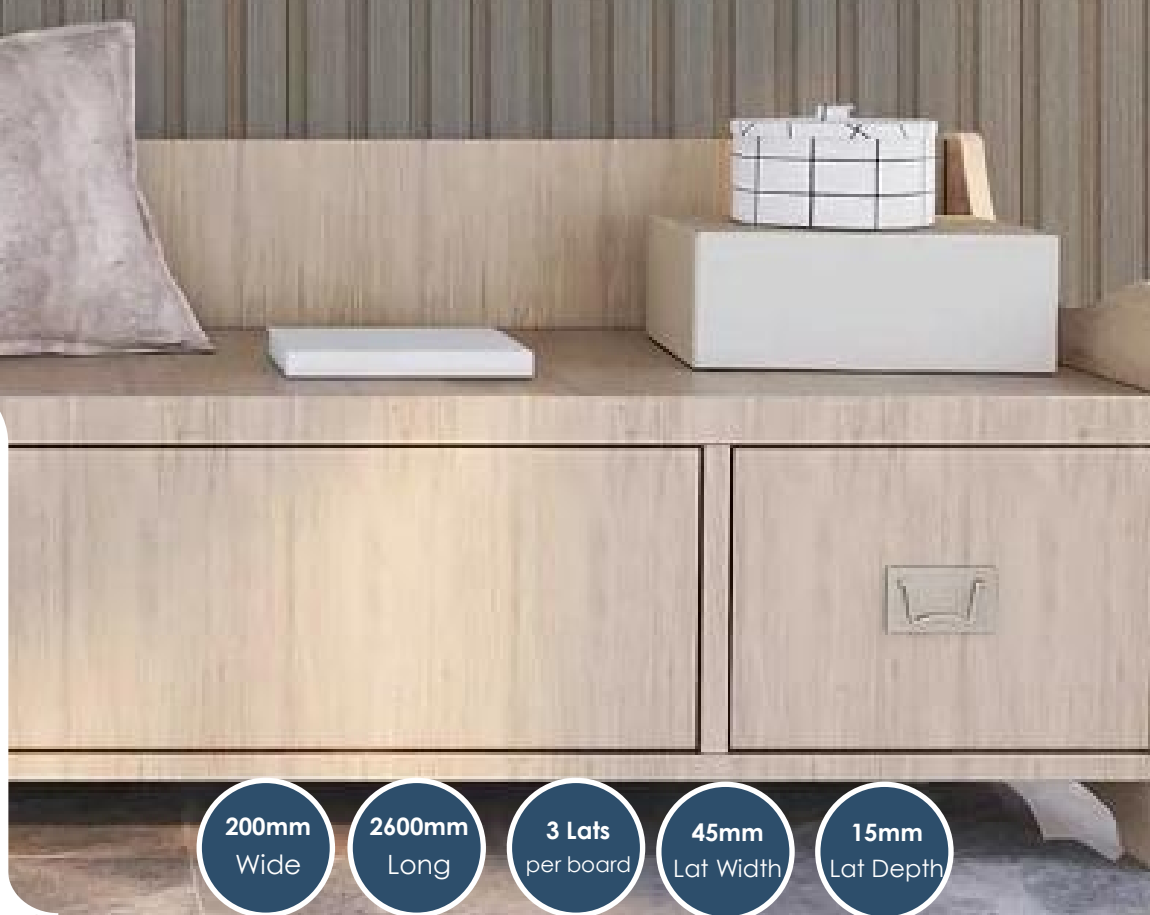 200mm
Wide
2600mm
Long
3 Lats
per board
45mm
Lat Width
15mm
Lat Depth